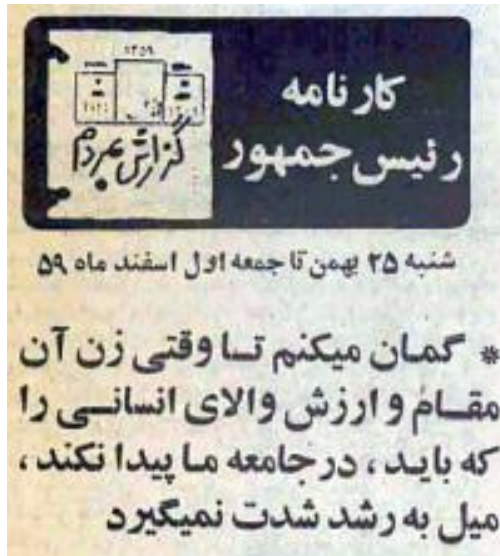 کارنامه
رئیس جمهور
۱۳۵۹
گزارش بمردم
شنبه ۲۵ بهمن تا جمعه اول اسفند ماه ۵۹
* گمان میکنم تا وقتی زن آن
مقام و ارزش والای انسانی را
که باید ، در جامعه ما پیدا نکند ،
میل به رشد شدت نمیگیرد